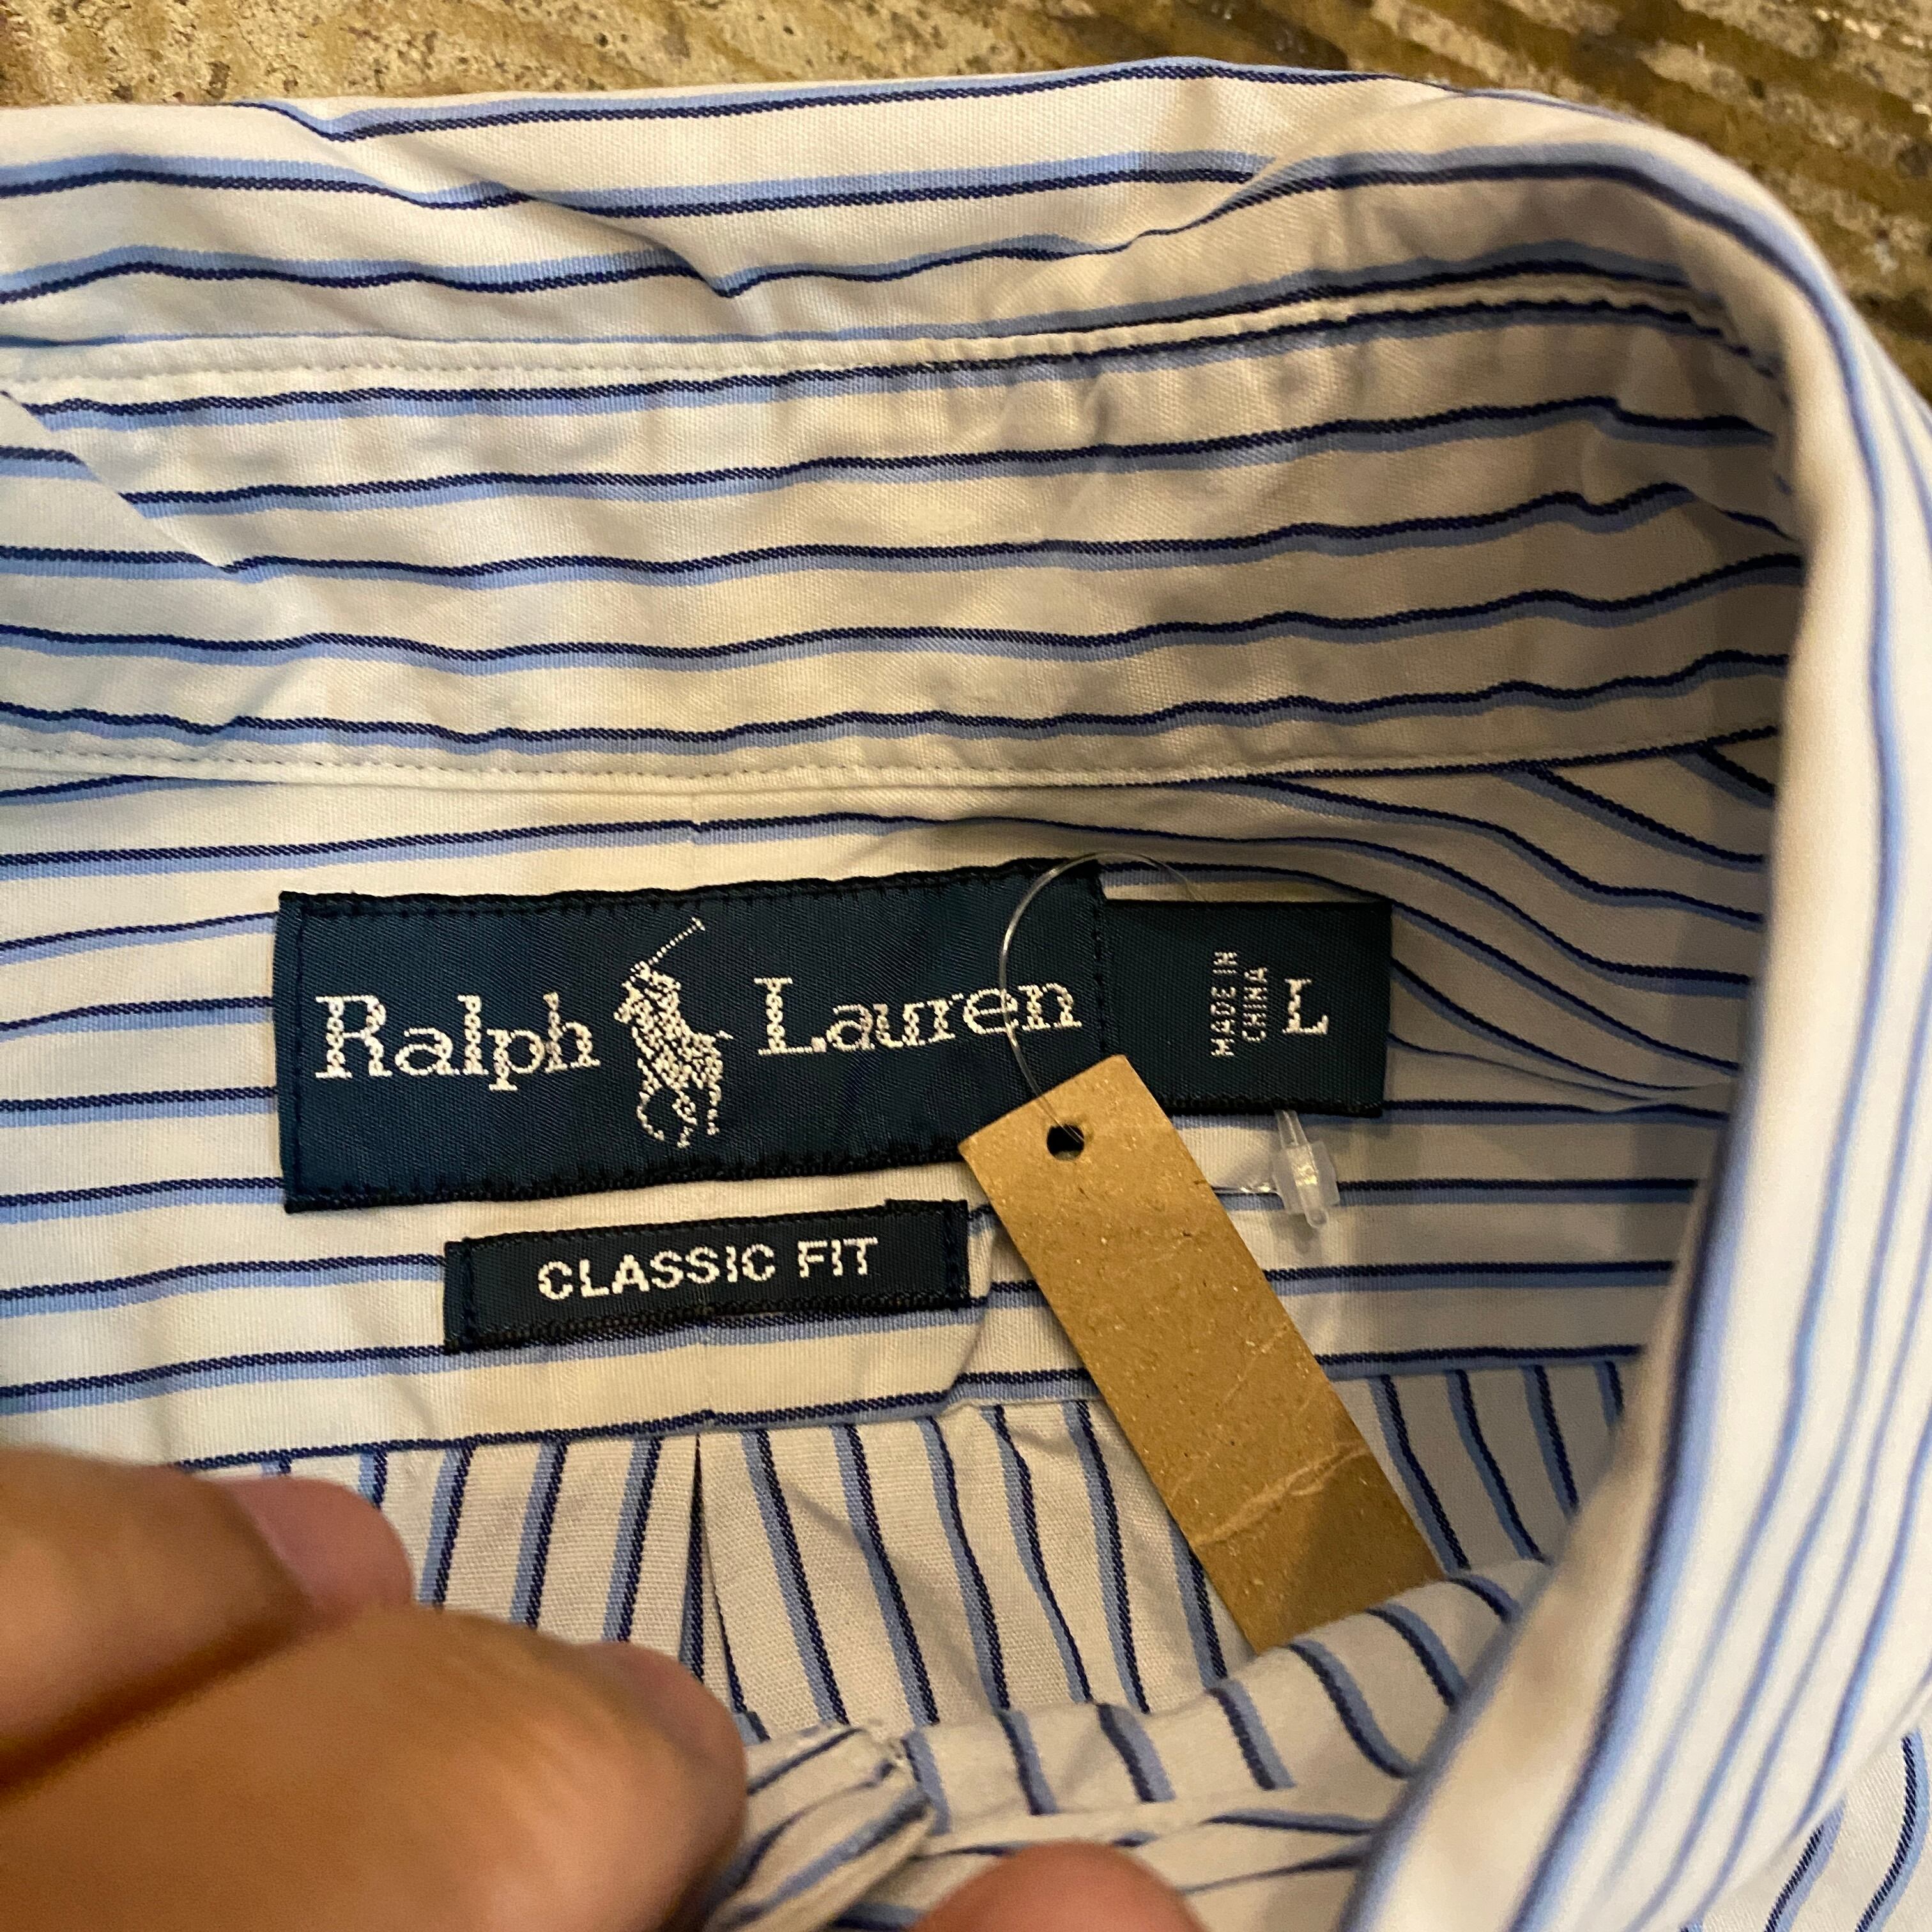 Ralph Lauren
MADE IN
CHINA
L
CLASSIC FIT